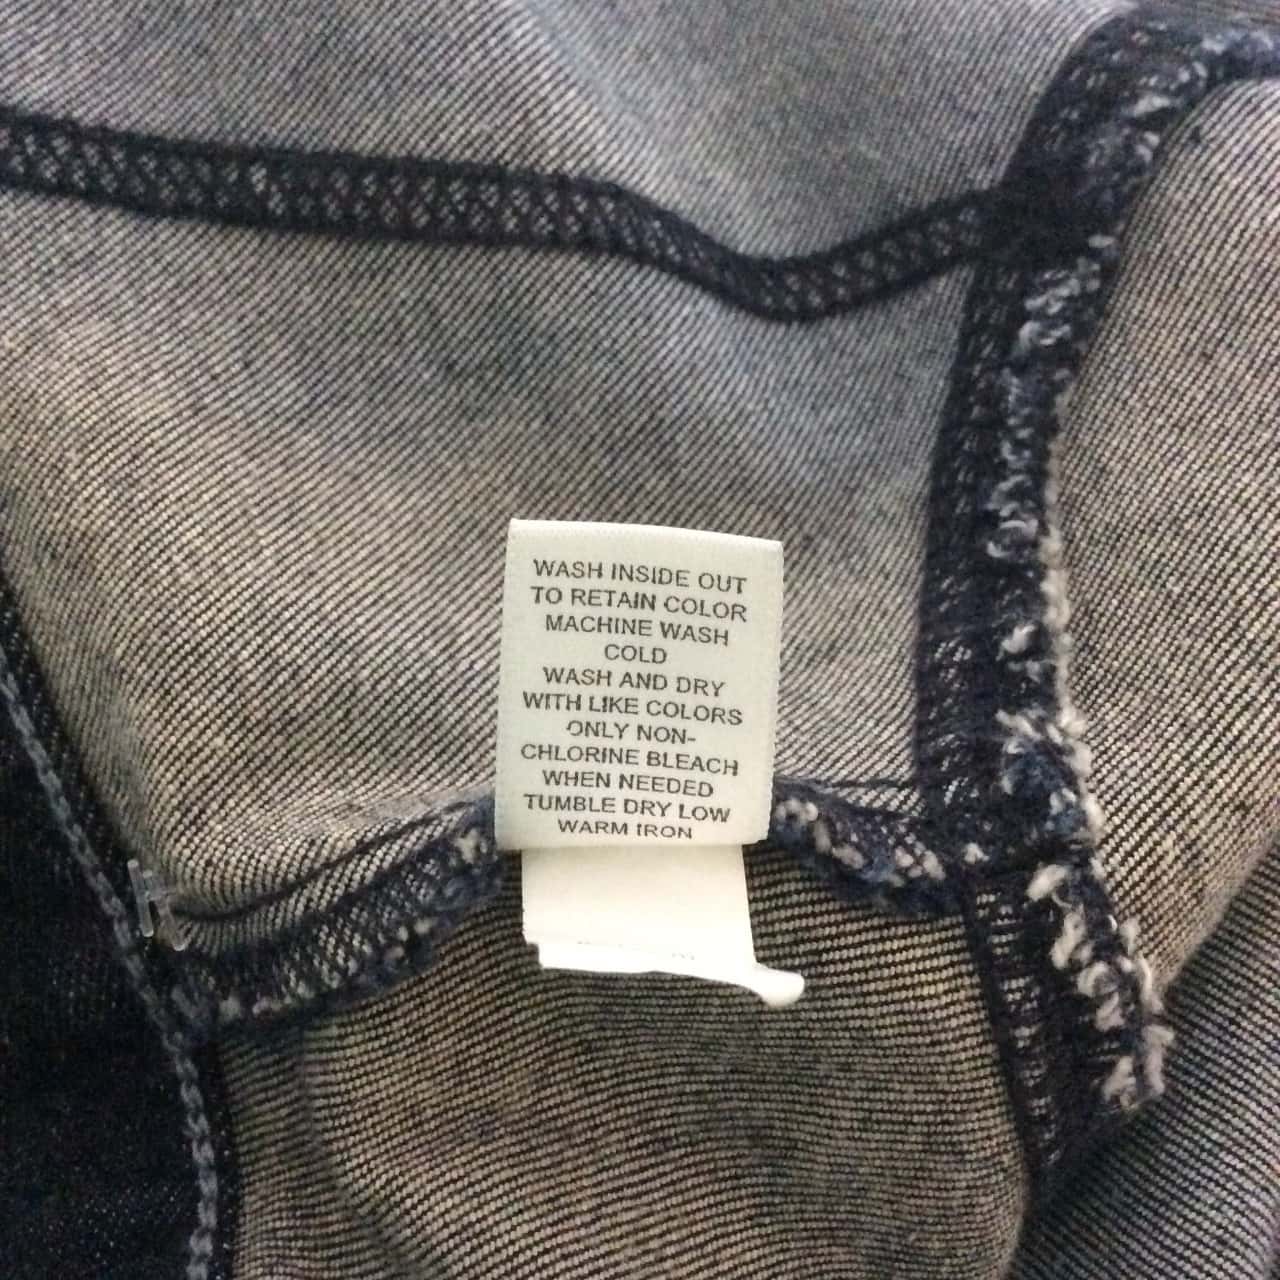 WASH INSIDE OUT
TO RETAIN COLOR
MACHINE WASH
COLD
WASH AND DRY
WITH LIKE COLORS
ONLY NON-
CHLORINE BLEACH
WHEN NEEDED
TUMBLE DRY LOW
WARM IRON